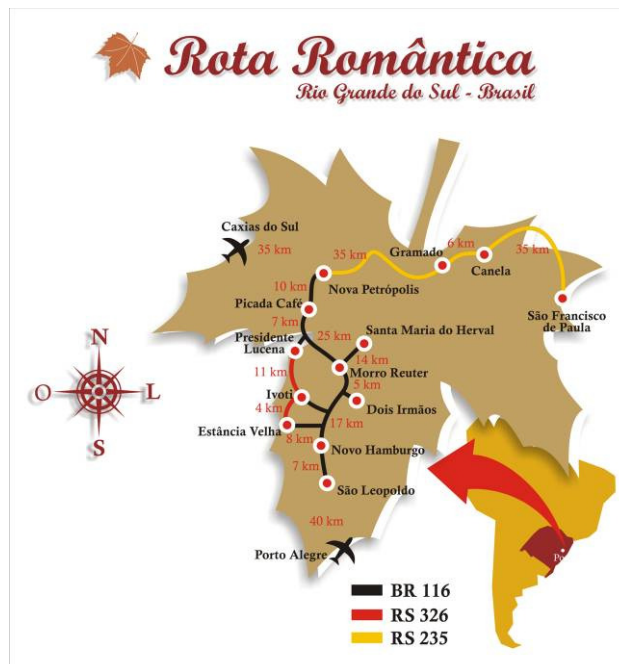 Rota Romântica
Rio Grande do Sul - Brasil
Caxias do Sul
35 km
35 km
Gramado
6 km
Canela
35 km
10 km
Nova Petrópolis
Picada Café
São Francisco
de Paula
7 km
25 km
Santa Maria do Herval
Presidente
Lucena
14 km
Morro Reuter
11 km
5 km
Ivoti
Dois Irmãos
4 km
17 km
Estância Velha
8 km
Novo Hamburgo
7 km
São Leopoldo
40 km
Porto Alegre
N
O
L
S
BR 116
RS 326
RS 235